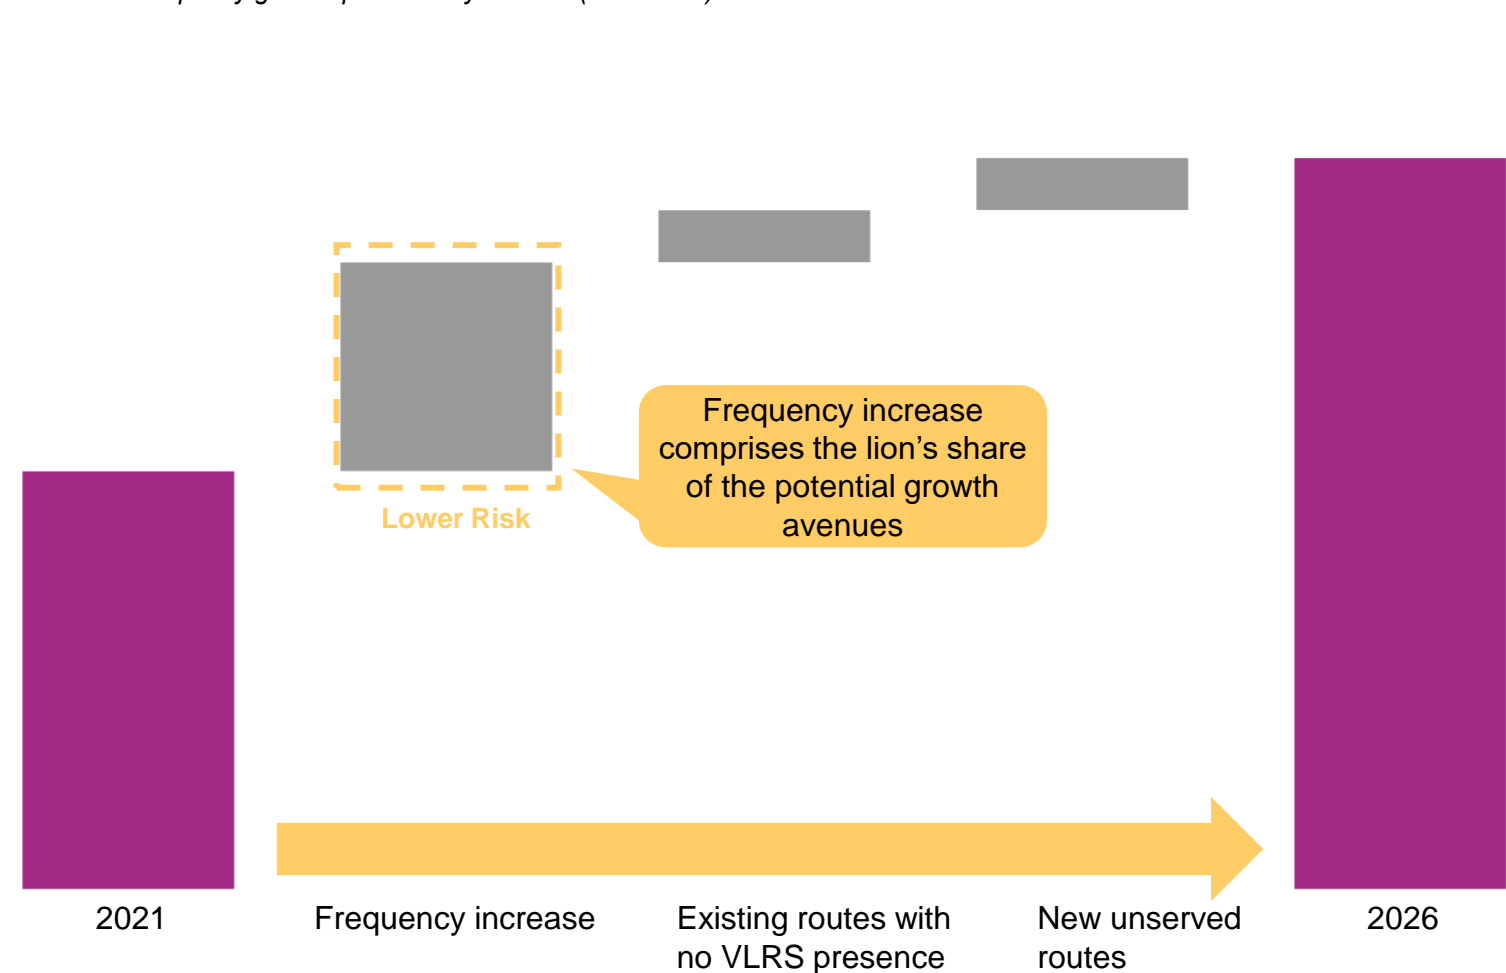 Frequency increase
comprises the lion’s share
of the potential growth
avenues
Lower Risk
2021
Frequency increase
Existing routes with
no VLRS presence
New unserved
routes
2026